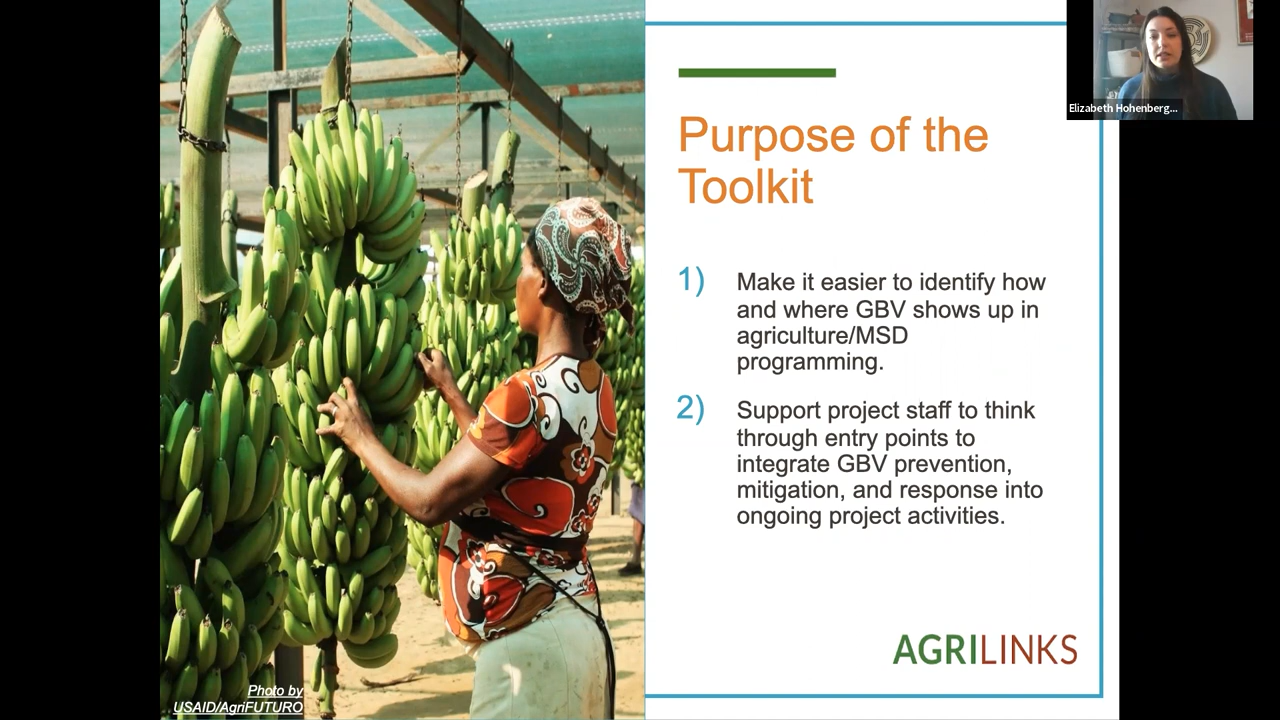 Elizabeth Hohenberg...
Purpose of the
Toolkit
1) Make it easier to identify how
and where GBV shows up in
agriculture/MSD
programming.
2) Support project staff to think
through entry points to
integrate GBV prevention,
mitigation, and response into
ongoing project activities.
AGRILINKS
Photo by
USAID/AgriFUTURO